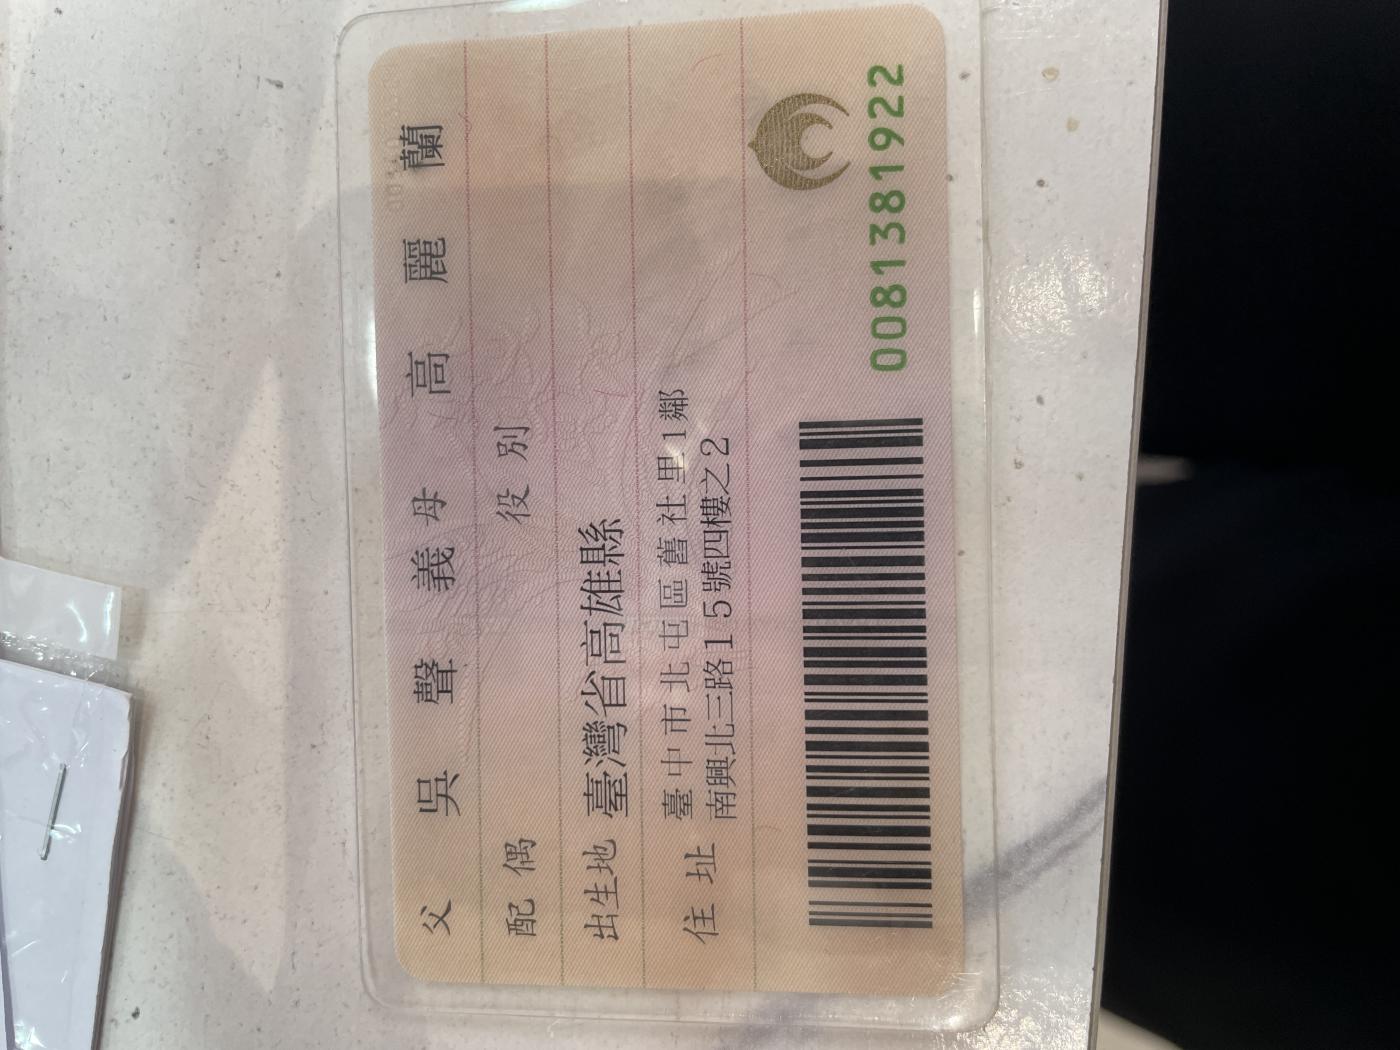 父 吳 聲 義 母 高 麗 蘭
配偶 役別
出生地 臺灣省高雄縣
住址 臺中市北屯區舊社里1鄰
南興北三路15號四樓之2
0081381922